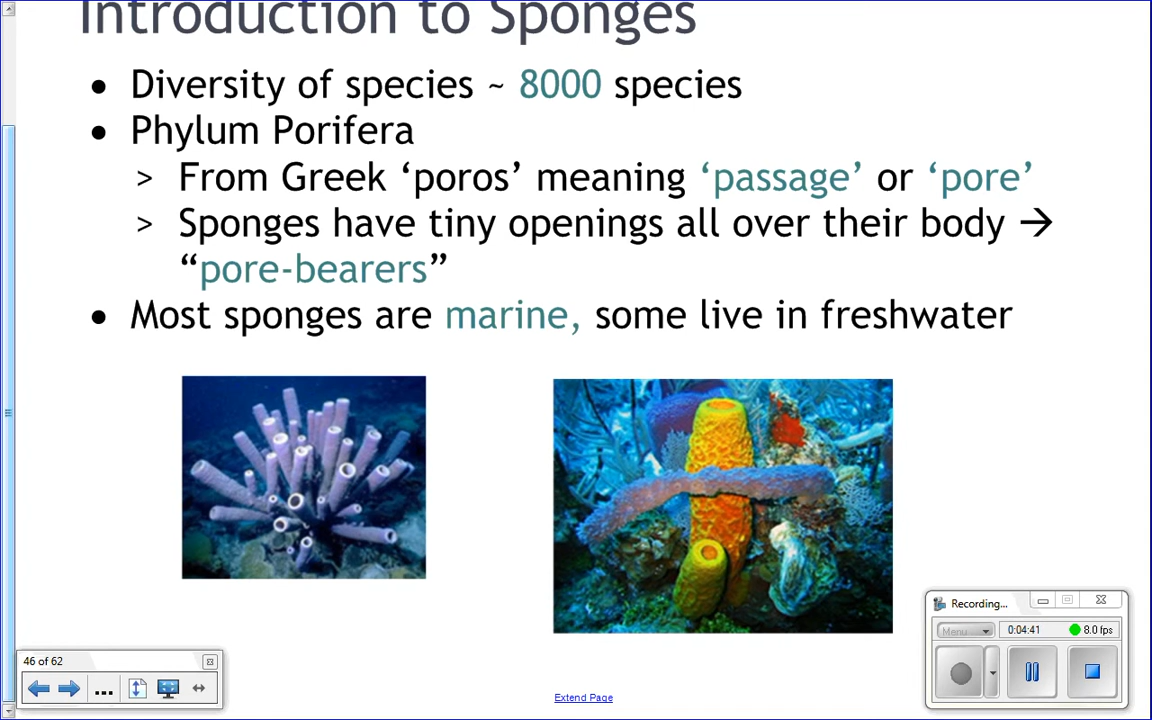 Introduction to Sponges
• Diversity of species ~ 8000 species
• Phylum Porifera
> From Greek ‘poros’ meaning ‘passage’ or ‘pore’
> Sponges have tiny openings all over their body →
“pore-bearers”
• Most sponges are marine, some live in freshwater
Recording...
Menu
0:04:41
8.0 fps
46 of 62
...
Extend Page